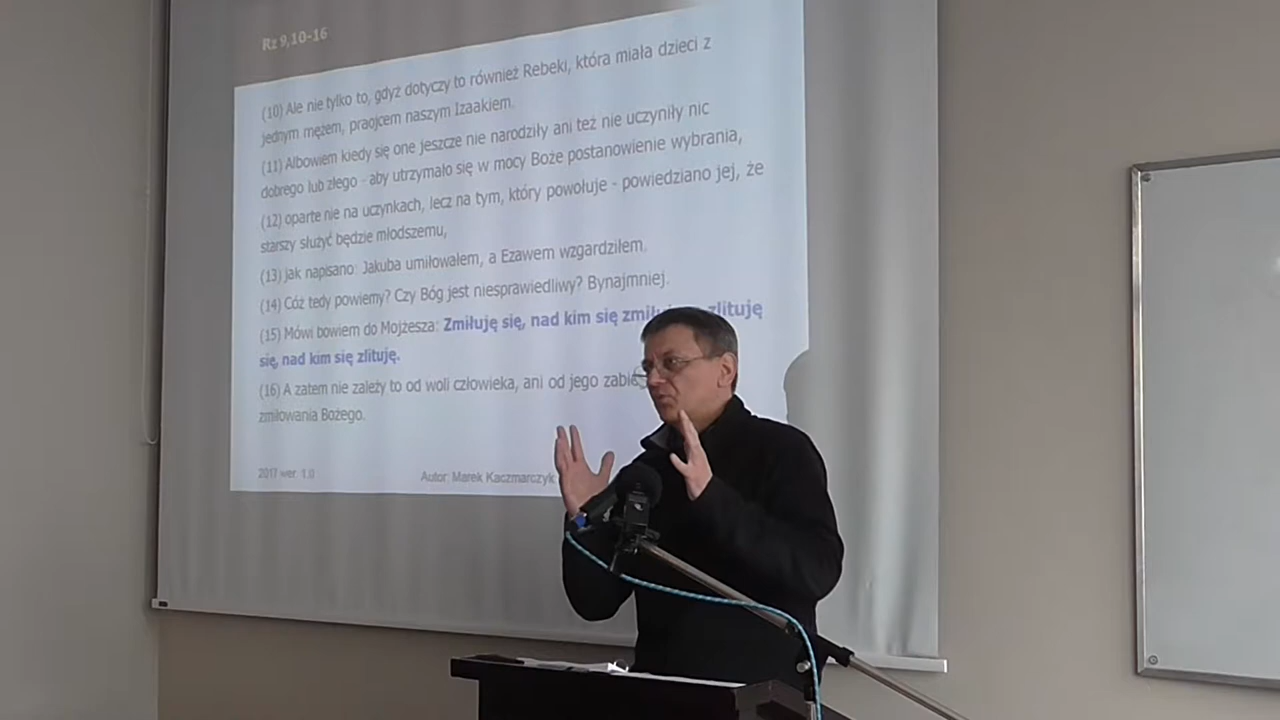 Rz 9,10-16
(10) Ale nie tylko to, gdyż dotyczy to również Rebeki, która miała dzieci z
jednym mężem, praojcem naszym Izaakiem.
(11) Albowiem kiedy się one jeszcze nie narodziły ani też nie uczyniły nic
dobrego lub złego - aby utrzymało się w mocy Boże postanowienie wybrania,
(12) oparte nie na uczynkach, lecz na tym, który powołuje - powiedziano jej, że
starszy służyć będzie młodszemu,
(13) jak napisano: Jakuba umiłowałem, a Ezawem wzgardziłem.
(14) Cóż tedy powiemy? Czy Bóg jest niesprawiedliwy? Bynajmniej.
(15) Mówi bowiem do Mojżesza: Zmiłuję się, nad kim się zlituję
się, nad kim się zlituję.
(16) A zatem nie zależy to od woli człowieka, ani od jego
zmiłowania Bożego.
2017 wer. 1.0 Autor: Marek Kaczmarczyk